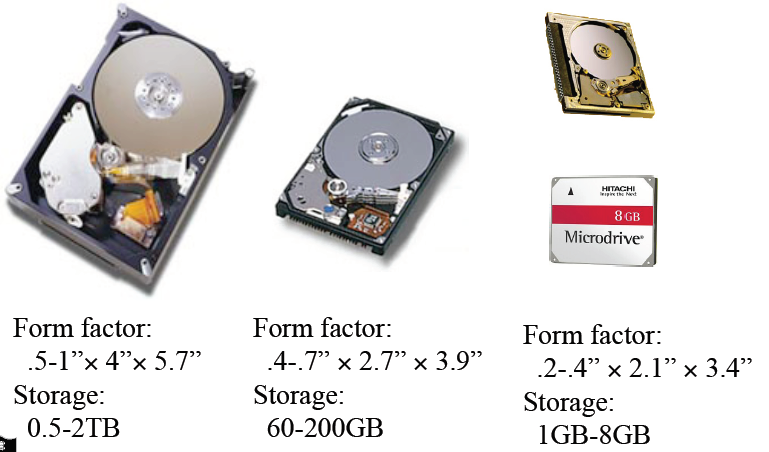 HITACHI
Inspire the Next
8 GB
Microdrive®
Form factor:
.5-1”× 4”× 5.7”
Storage:
0.5-2TB
Form factor:
.4-.7” × 2.7” × 3.9”
Storage:
60-200GB
Form factor:
.2-.4” × 2.1” × 3.4”
Storage:
1GB-8GB